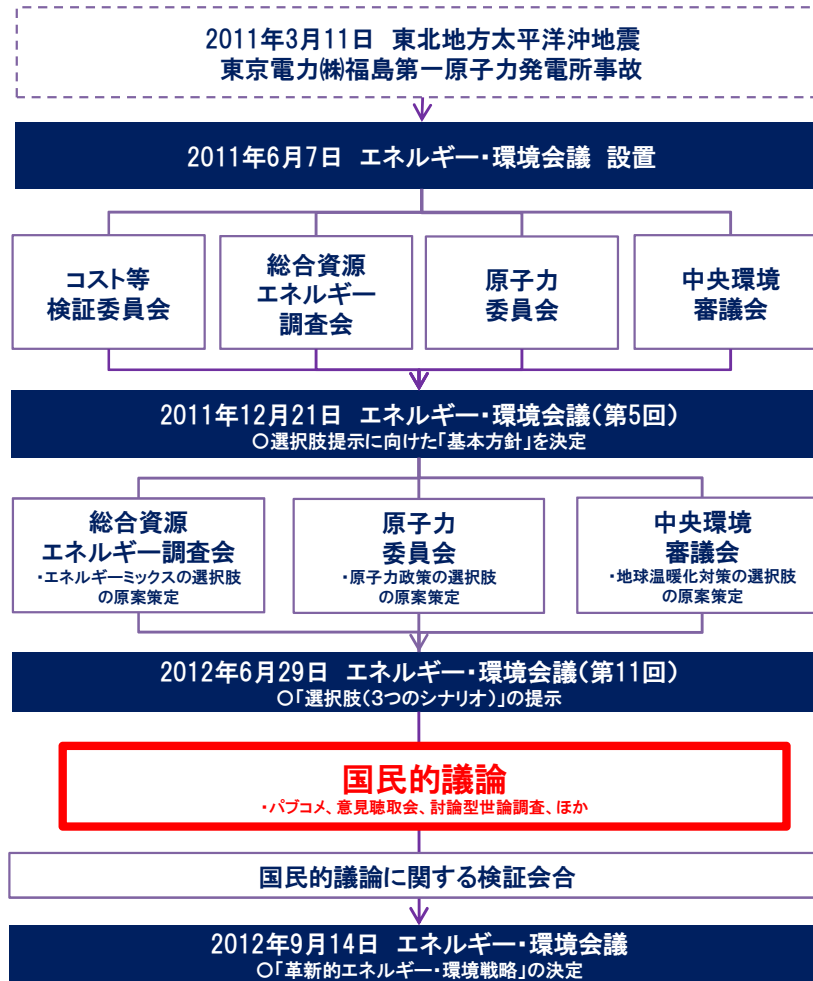 2011年3月11日 東北地方太平洋沖地震
東京電力㈱福島第一原子力発電所事故
2011年6月7日 エネルギー・環境会議 設置
コスト等
検証委員会
総合資源
エネルギー
調査会
原子力
委員会
中央環境
審議会
2011年12月21日 エネルギー・環境会議(第5回)
○選択肢提示に向けた「基本方針」を決定
総合資源
エネルギー調査会
・エネルギーミックスの選択肢
の原案策定
原子力
委員会
・原子力政策の選択肢
の原案策定
中央環境
審議会
・地球温暖化対策の選択肢
の原案策定
2012年6月29日 エネルギー・環境会議(第11回)
○「選択肢(3つのシナリオ)」の提示
国民的議論
・パブコメ、意見聴取会、討論型世論調査、ほか
国民的議論に関する検証会合
2012年9月14日 エネルギー・環境会議
○「革新的エネルギー・環境戦略」の決定